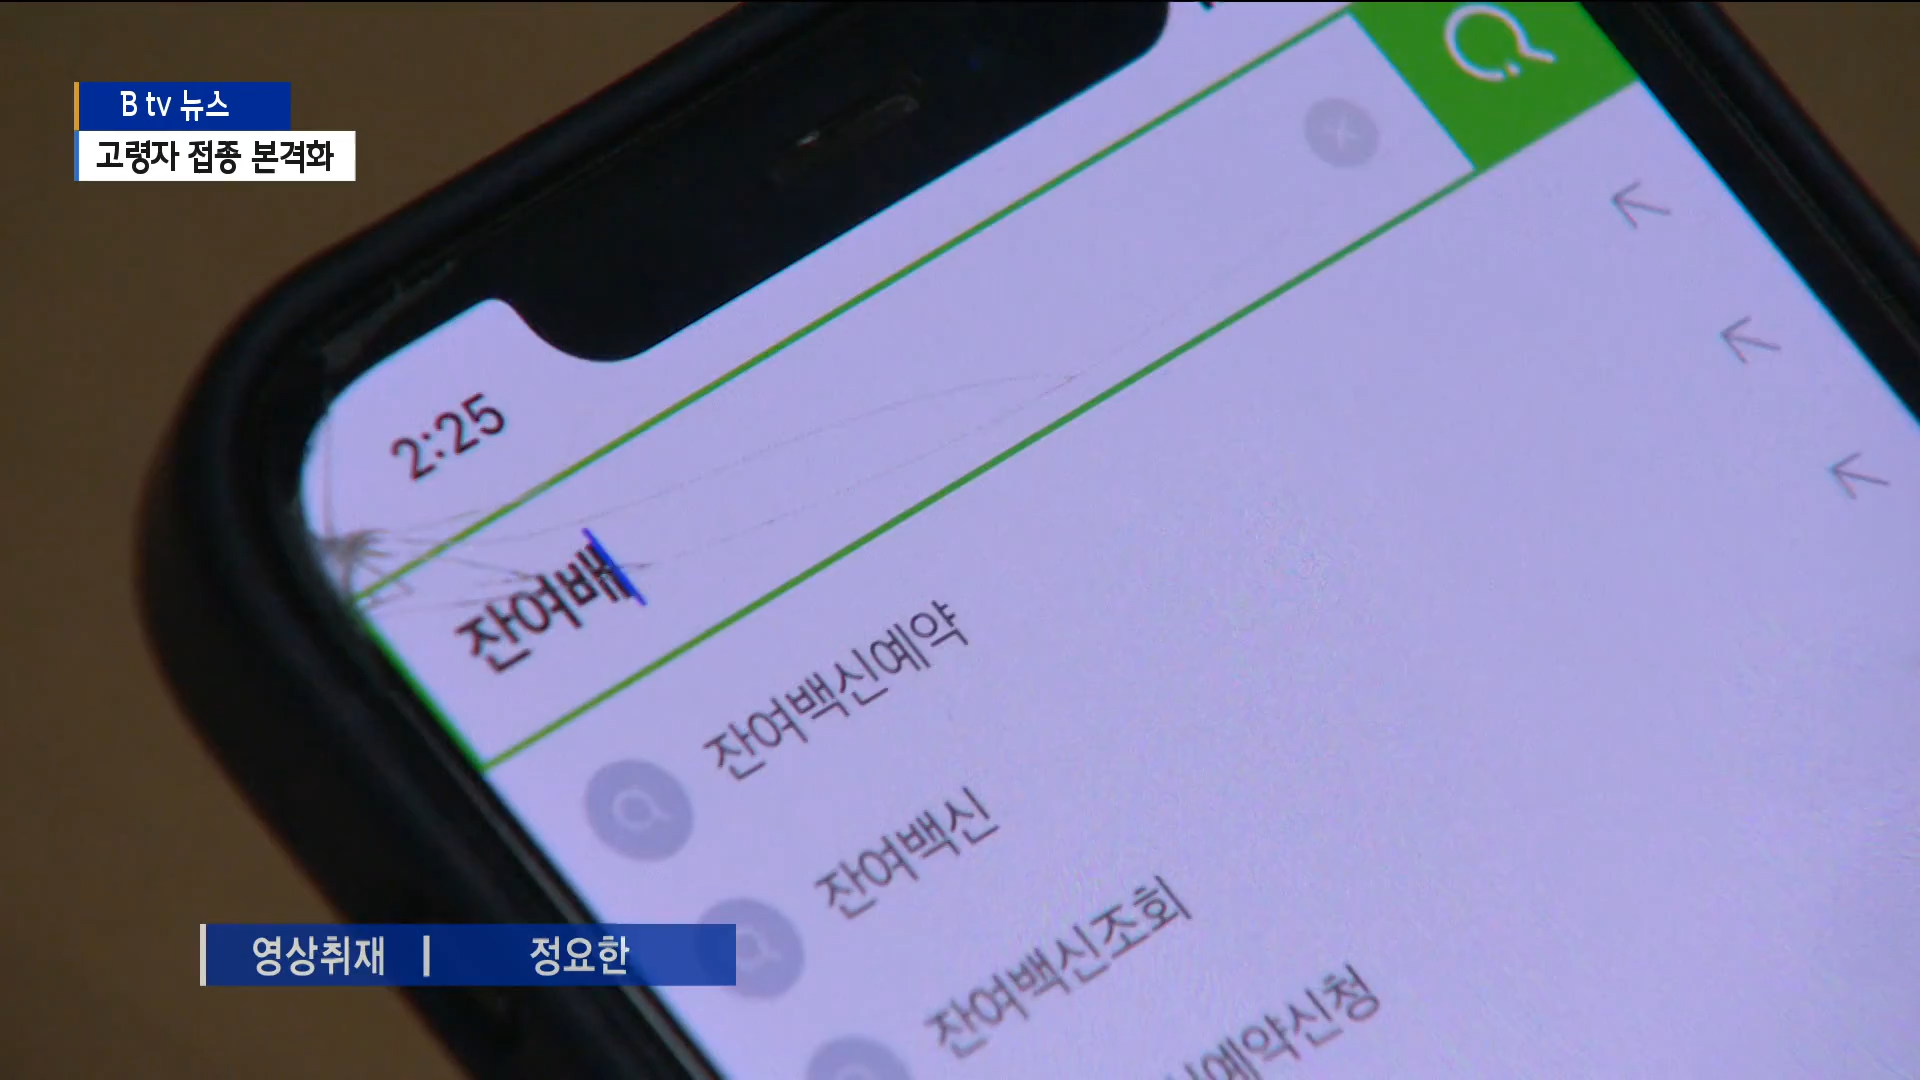 B tv 뉴스
고령자 접종 본격화
2:25
잔여배
잔여백신예약
잔여백신
잔여백신조회
예약신청
영상취재 | 정요한